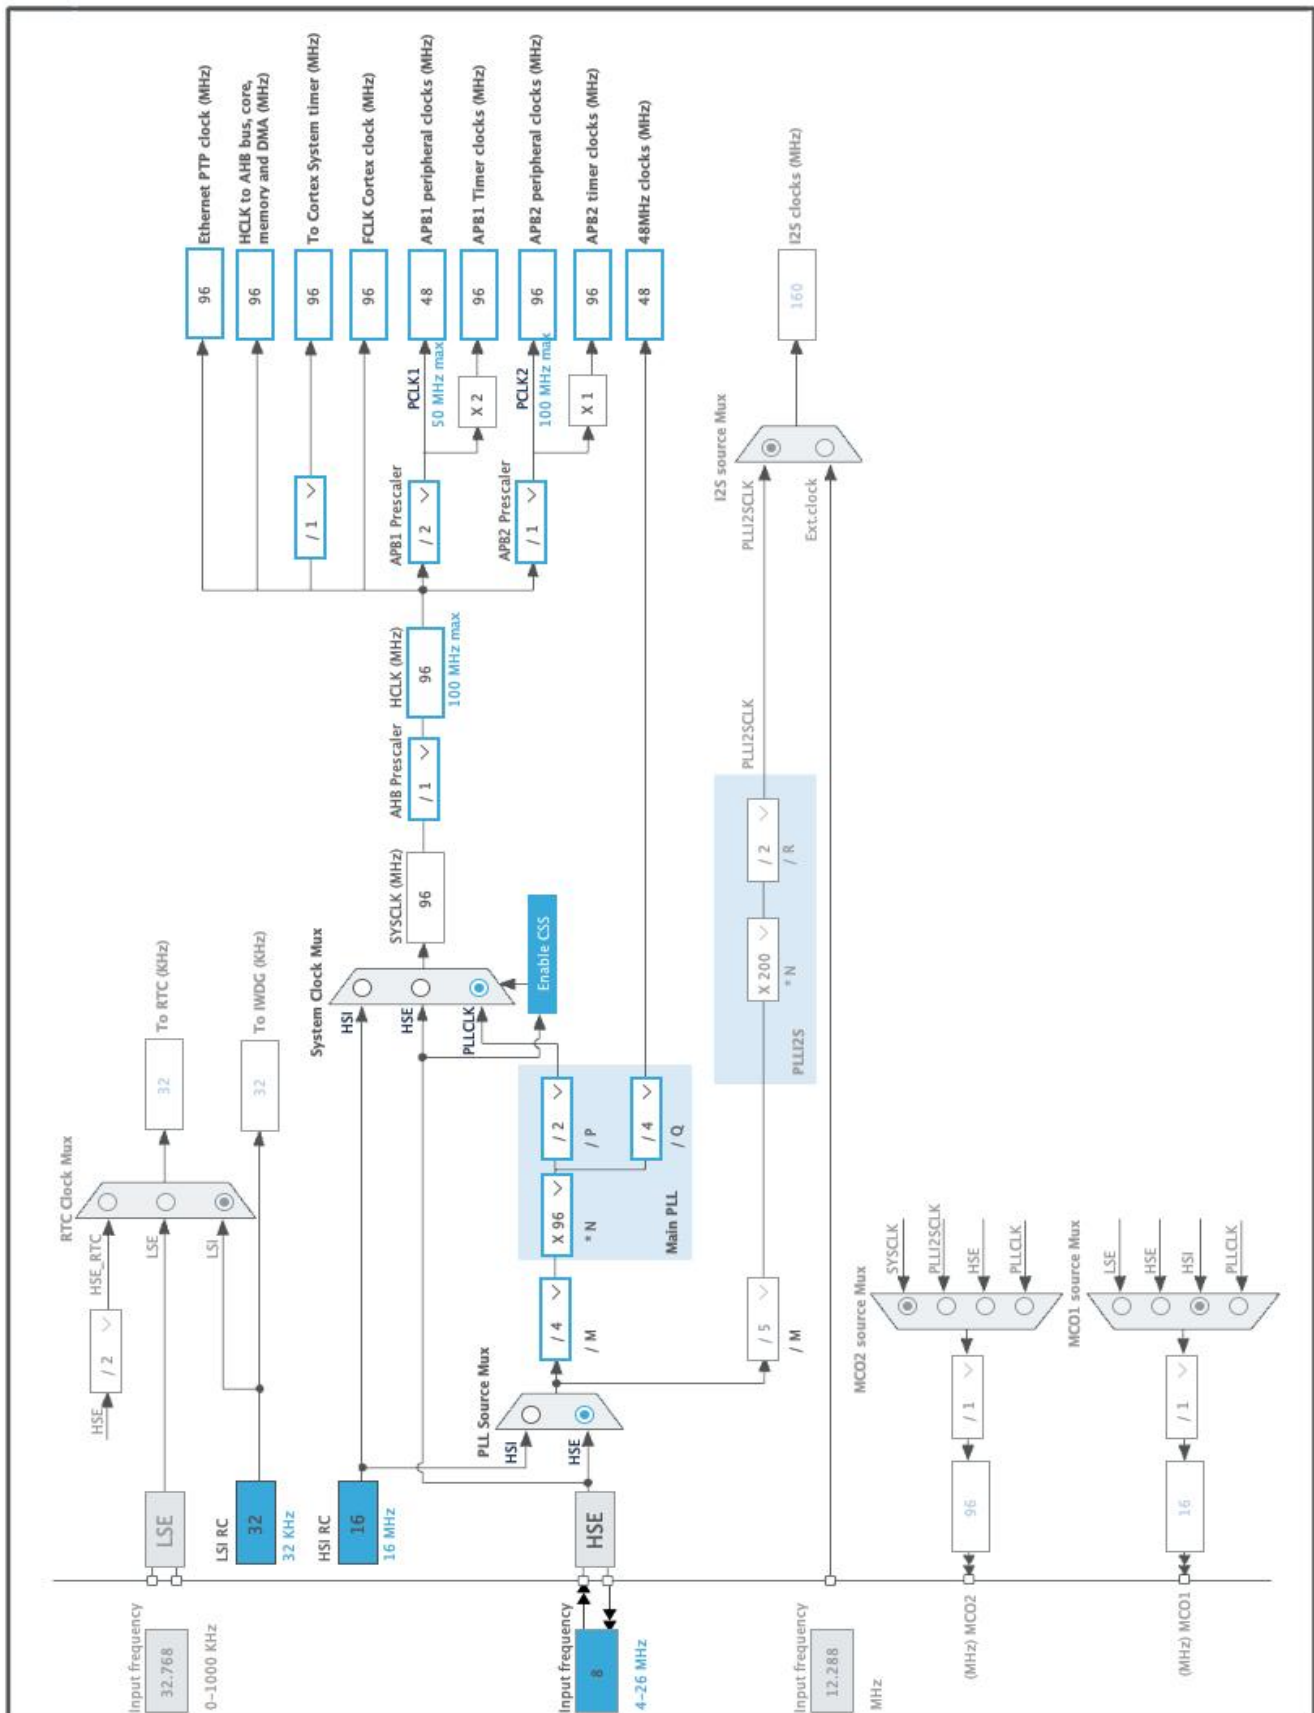 Input frequency
32.768
0-1000 KHz
LSE
LSI RC
32
32 KHz
HSI RC
16
16 MHz
Input frequency
8
4-26 MHz
HSE
Input frequency
12.288
MHz
HSE
/ 2
HSE_RTC
LSE
LSI
RTC Clock Mux
32
To RTC (KHz)
32
To IWDG (KHz)
PLL Source Mux
HSI
HSE
/ 4
/ M
X 96
* N
/ 2
/ P
/ 4
/ Q
Main PLL
System Clock Mux
HSI
HSE
PLLCLK
Enable CSS
SYSCLK (MHz)
96
AHB Prescaler
/ 1
HCLK (MHz)
96
100 MHz max
/ 1
APB1 Prescaler
/ 2
PCLK1
50 MHz max
X 2
APB2 Prescaler
/ 1
PCLK2
100 MHz max
X 1
96
Ethernet PTP clock (MHz)
96
HCLK to AHB bus, core,
memory and DMA (MHz)
96
To Cortex System timer (MHz)
96
FCLK Cortex clock (MHz)
48
APB1 peripheral clocks (MHz)
96
APB1 Timer clocks (MHz)
96
APB2 peripheral clocks (MHz)
96
APB2 timer clocks (MHz)
48
48MHz clocks (MHz)
/ 5
/ M
PLLI2S
X 200
* N
/ 2
/ R
PLLI2SCLK
PLLI2SCLK
Ext.clock
I2S source Mux
160
I2S clocks (MHz)
MCO2 source Mux
SYSCLK
PLLI2SCLK
HSE
PLLCLK
/ 1
96
(MHz) MCO2
MCO1 source Mux
LSE
HSE
HSI
PLLCLK
/ 1
16
(MHz) MCO1